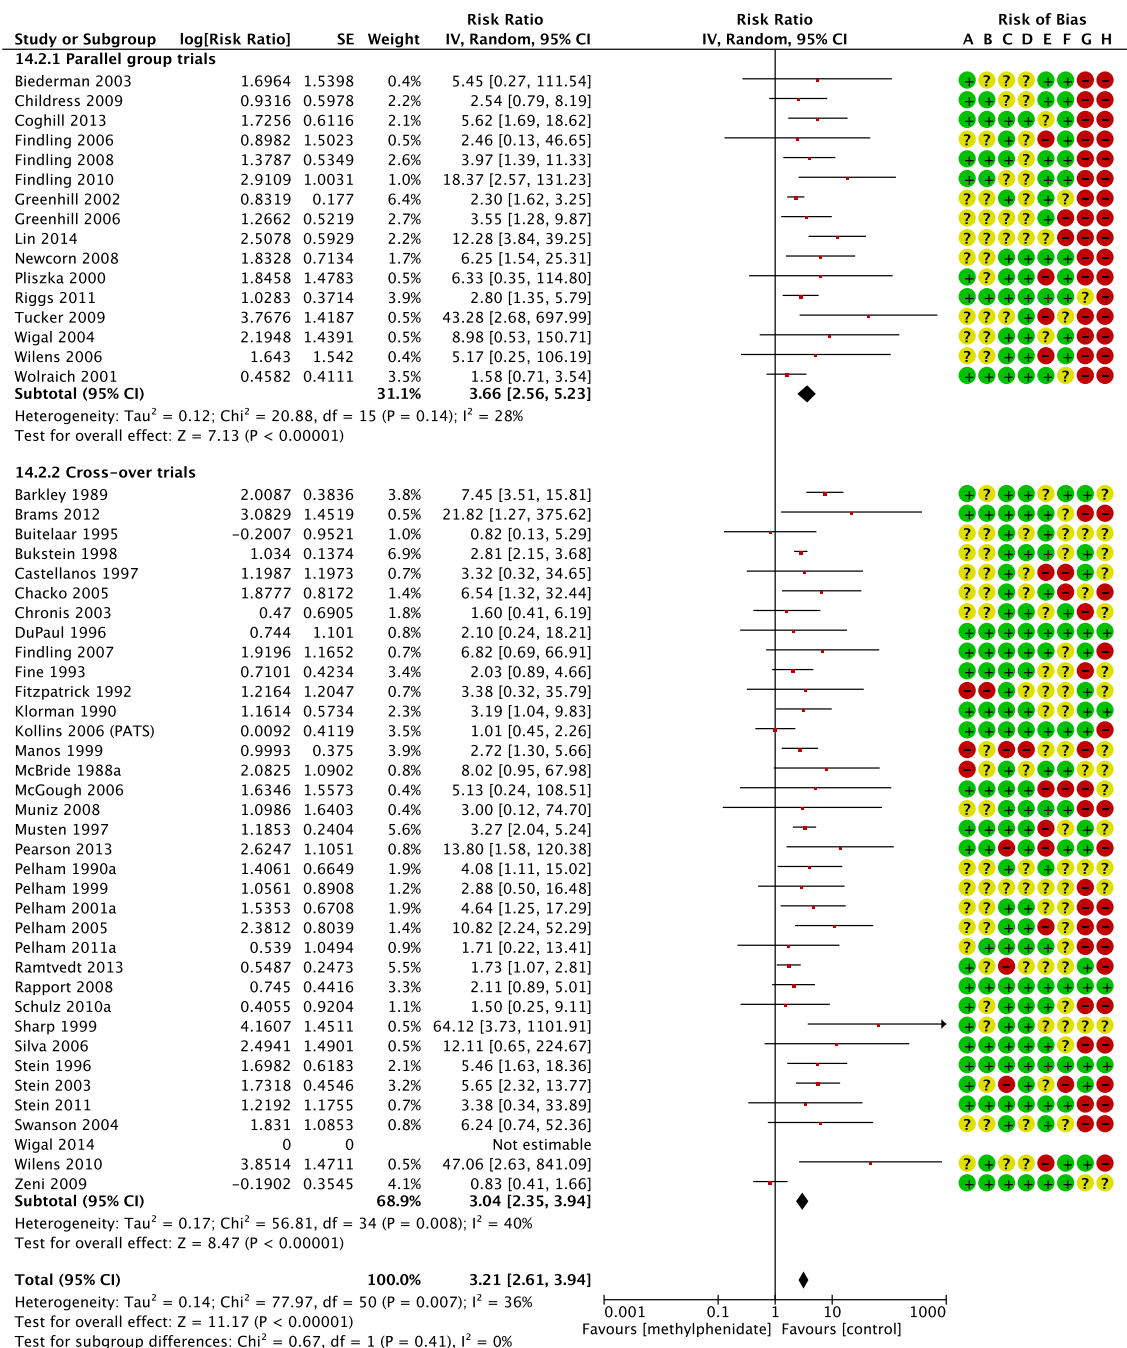 Risk Ratio Risk Ratio Risk of Bias
Study or Subgroup log[Risk Ratio] SE Weight IV, Random, 95% CI IV, Random, 95% CI A B C D E F G H
14.2.1 Parallel group trials
Biederman 2003 1.6964 1.5398 0.4% 5.45 [0.27, 111.54] + ? ? ? + + − −
Childress 2009 0.9316 0.5978 2.2% 2.54 [0.79, 8.19] + + ? ? + + − −
Coghill 2013 1.7256 0.6116 2.1% 5.62 [1.69, 18.62] + + + + ? + − −
Findling 2006 0.8982 1.5023 0.5% 2.46 [0.13, 46.65] ? ? + ? − + − −
Findling 2008 1.3787 0.5349 2.6% 3.97 [1.39, 11.33] + + + ? + + − −
Findling 2010 2.9109 1.0031 1.0% 18.37 [2.57, 131.23] + + ? ? + + − −
Greenhill 2002 0.8319 0.177 6.4% 2.30 [1.62, 3.25] ? ? + + + ? − −
Greenhill 2006 1.2662 0.5219 2.7% 3.55 [1.28, 9.87] ? ? ? ? + − − −
Lin 2014 2.5078 0.5929 2.2% 12.28 [3.84, 39.25] ? ? ? ? ? − − −
Newcorn 2008 1.8328 0.7134 1.7% 6.25 [1.54, 25.31] ? ? + + + + − −
Pliszka 2000 1.8458 1.4783 0.5% 6.33 [0.35, 114.80] + ? + + − + − −
Riggs 2011 1.0283 0.3714 3.9% 2.80 [1.35, 5.79] + + + + + + ? −
Tucker 2009 3.7676 1.4187 0.5% 43.28 [2.68, 697.99] ? ? ? + − ? − −
Wigal 2004 2.1948 1.4391 0.5% 8.98 [0.53, 150.71] ? ? + + ? + − −
Wilens 2006 1.643 1.542 0.4% 5.17 [0.25, 106.19] ? ? + + − + − −
Wolraich 2001 0.4582 0.4111 3.5% 1.58 [0.71, 3.54] + + + + + ? − −
Subtotal (95% CI) 31.1% 3.66 [2.56, 5.23]
Heterogeneity: Tau² = 0.12; Chi² = 20.88, df = 15 (P = 0.14); I² = 28%
Test for overall effect: Z = 7.13 (P < 0.00001)
14.2.2 Cross-over trials
Barkley 1989 2.0087 0.3836 3.8% 7.45 [3.51, 15.81] + ? + + ? + + ?
Brams 2012 3.0829 1.4519 0.5% 21.82 [1.27, 375.62] + + + + + ? − −
Buitelaar 1995 −0.2007 0.9521 1.0% 0.82 [0.13, 5.29] ? ? + ? + ? ? ?
Bukstein 1998 1.034 0.1374 6.9% 2.81 [2.15, 3.68] ? ? + ? + ? + ?
Castellanos 1997 1.1987 1.1973 0.7% 3.32 [0.32, 34.65] ? ? + ? − − + ?
Chacko 2005 1.8777 0.8172 1.4% 6.54 [1.32, 32.44] + ? + ? + − ? −
Chronis 2003 0.47 0.6905 1.8% 1.60 [0.41, 6.19] ? ? + + ? + − ?
DuPaul 1996 0.744 1.101 0.8% 2.10 [0.24, 18.21] + + + + + + + +
Findling 2007 1.9196 1.1652 0.7% 6.82 [0.69, 66.91] + + + + + ? + −
Fine 1993 0.7101 0.4234 3.4% 2.03 [0.89, 4.66] + + + + ? ? − ?
Fitzpatrick 1992 1.2164 1.2047 0.7% 3.38 [0.32, 35.79] − − + ? ? ? + ?
Klorman 1990 1.1614 0.5734 2.3% 3.19 [1.04, 9.83] + + + + ? ? + +
Kollins 2006 (PATS) 0.0092 0.4119 3.5% 1.01 [0.45, 2.26] + + + + + + + −
Manos 1999 0.9993 0.375 3.9% 2.72 [1.30, 5.66] − ? − − ? ? − ?
McBride 1988a 2.0825 1.0902 0.8% 8.02 [0.95, 67.98] − ? + ? + + ? ?
McGough 2006 1.6346 1.5573 0.4% 5.13 [0.24, 108.51] + + + + − − − ?
Muniz 2008 1.0986 1.6403 0.4% 3.00 [0.12, 74.70] ? ? + + + + − −
Musten 1997 1.1853 0.2404 5.6% 3.27 [2.04, 5.24] + + + + − ? + ?
Pearson 2013 2.6247 1.1051 0.8% 13.80 [1.58, 120.38] + + − + − + + −
Pelham 1990a 1.4061 0.6649 1.9% 4.08 [1.11, 15.02] ? ? + ? + ? ? ?
Pelham 1999 1.0561 0.8908 1.2% 2.88 [0.50, 16.48] ? ? ? ? ? ? − ?
Pelham 2001a 1.5353 0.6708 1.9% 4.64 [1.25, 17.29] ? ? + + ? ? − −
Pelham 2005 2.3812 0.8039 1.4% 10.82 [2.24, 52.29] ? ? + + − ? − −
Pelham 2011a 0.539 1.0494 0.9% 1.71 [0.22, 13.41] ? + + + + ? − −
Ramtvedt 2013 0.5487 0.2473 5.5% 1.73 [1.07, 2.81] + ? − ? ? ? + −
Rapport 2008 0.745 0.4416 3.3% 2.11 [0.89, 5.01] + + + + + + + +
Schulz 2010a 0.4055 0.9204 1.1% 1.50 [0.25, 9.11] + ? + + ? ? − −
Sharp 1999 4.1607 1.4511 0.5% 64.12 [3.73, 1101.91] + ? + + ? ? ? ?
Silva 2006 2.4941 1.4901 0.5% 12.11 [0.65, 224.67] + + + + + ? − −
Stein 1996 1.6982 0.6183 2.1% 5.46 [1.63, 18.36] + + + + + + + +
Stein 2003 1.7318 0.4546 3.2% 5.65 [2.32, 13.77] + ? − + ? − + −
Stein 2011 1.2192 1.1755 0.7% 3.38 [0.34, 33.89] + + + + + + − −
Swanson 2004 1.831 1.0853 0.8% 6.24 [0.74, 52.36] ? ? + ? + ? − −
Wigal 2014 0 0 Not estimable
Wilens 2010 3.8514 1.4711 0.5% 47.06 [2.63, 841.09] ? + ? ? − + + −
Zeni 2009 −0.1902 0.3545 4.1% 0.83 [0.41, 1.66] + + + + + + ? ?
Subtotal (95% CI) 68.9% 3.04 [2.35, 3.94]
Heterogeneity: Tau² = 0.17; Chi² = 56.81, df = 34 (P = 0.008); I² = 40%
Test for overall effect: Z = 8.47 (P < 0.00001)
Total (95% CI) 100.0% 3.21 [2.61, 3.94]
Heterogeneity: Tau² = 0.14; Chi² = 77.97, df = 50 (P = 0.007); I² = 36%
Test for overall effect: Z = 11.17 (P < 0.00001)
Test for subgroup differences: Chi² = 0.67, df = 1 (P = 0.41), I² = 0%
0.001 0.1 1 10 1000
Favours [methylphenidate] Favours [control]